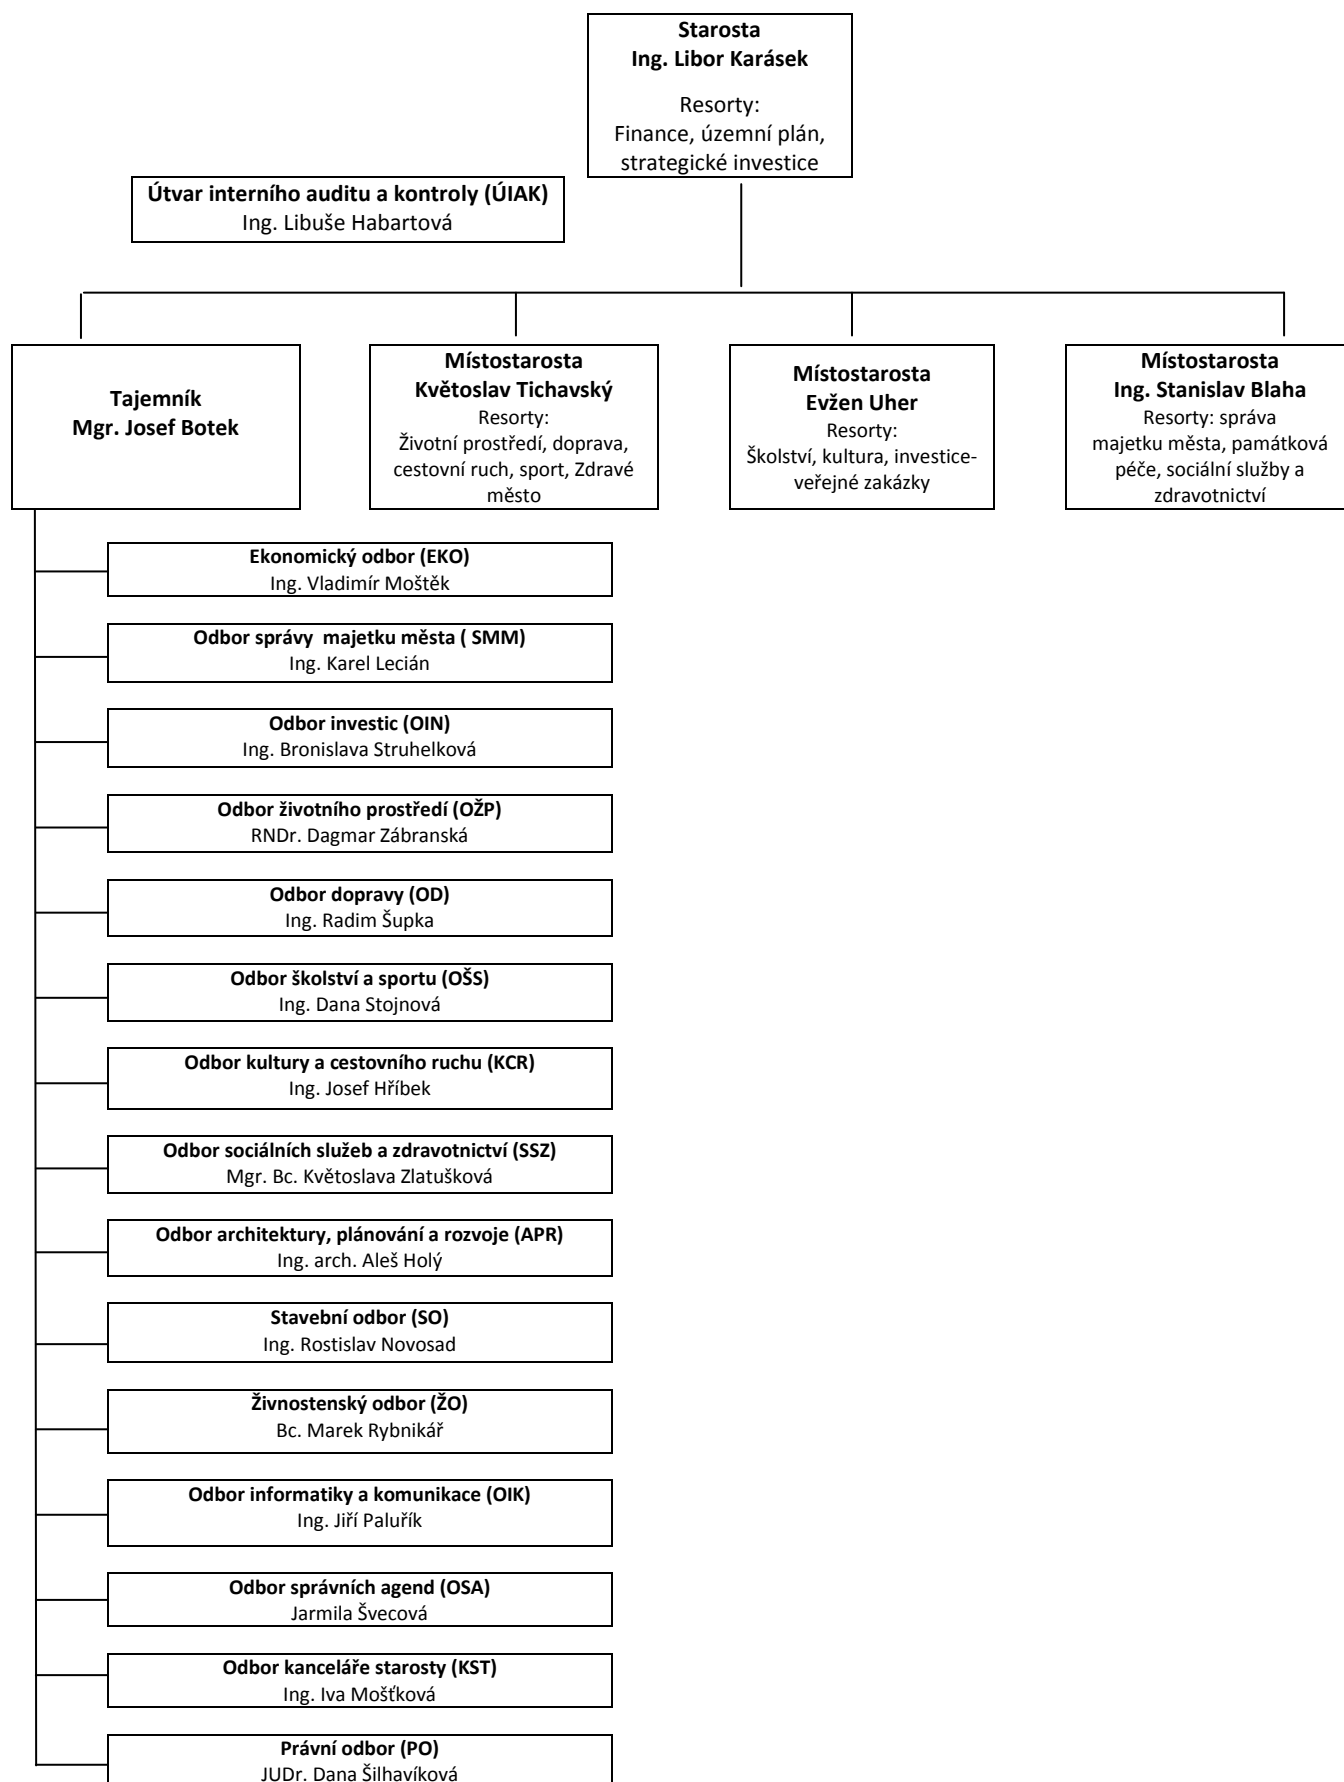 Starosta
Ing. Libor Karásek
Resorty:
Finance, územní plán,
strategické investice
Útvar interního auditu a kontroly (ÚIAK)
Ing. Libuše Habartová
Tajemník
Mgr. Josef Botek
Místostarosta
Květoslav Tichavský
Resorty:
Životní prostředí, doprava,
cestovní ruch, sport, Zdravé
město
Místostarosta
Evžen Uher
Resorty:
Školství, kultura, investice-
veřejné zakázky
Místostarosta
Ing. Stanislav Blaha
Resorty: správa
majetku města, památková
péče, sociální služby a
zdravotnictví
Ekonomický odbor (EKO)
Ing. Vladimír Moštěk
Odbor správy  majetku města ( SMM)
Ing. Karel Lecián
Odbor investic (OIN)
Ing. Bronislava Struhelková
Odbor životního prostředí (OŽP)
RNDr. Dagmar Zábranská
Odbor dopravy (OD)
Ing. Radim Šupka
Odbor školství a sportu (OŠS)
Ing. Dana Stojnová
Odbor kultury a cestovního ruchu (KCR)
Ing. Josef Hříbek
Odbor sociálních služeb a zdravotnictví (SSZ)
Mgr. Bc. Květoslava Zlatušková
Odbor architektury, plánování a rozvoje (APR)
Ing. arch. Aleš Holý
Stavební odbor (SO)
Ing. Rostislav Novosad
Živnostenský odbor (ŽO)
Bc. Marek Rybnikář
Odbor informatiky a komunikace (OIK)
Ing. Jiří Paluřík
Odbor správních agend (OSA)
Jarmila Švecová
Odbor kanceláře starosty (KST)
Ing. Iva Mošťková
Právní odbor (PO)
JUDr. Dana Šilhavíková